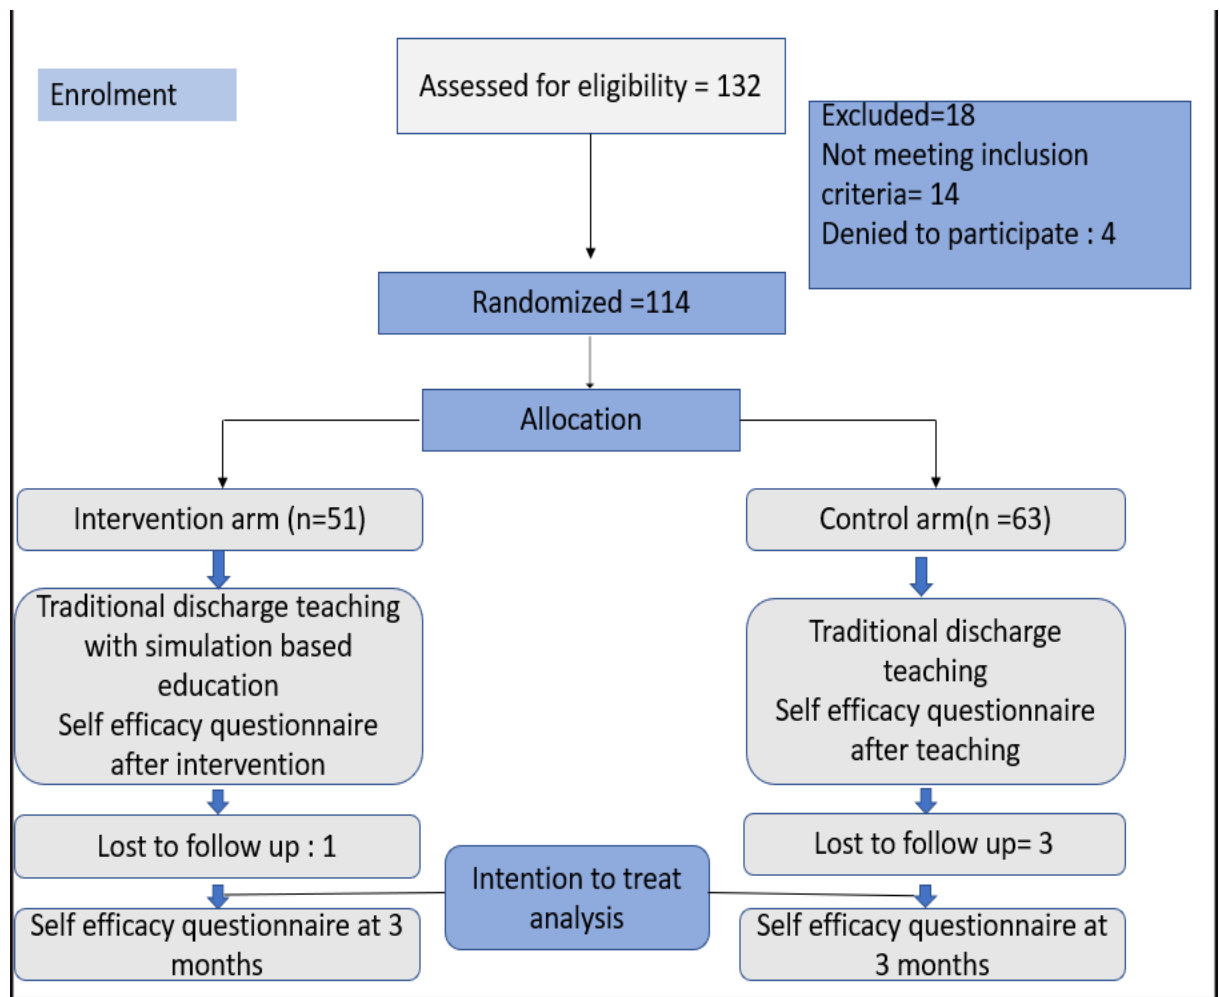 Enrolment
Assessed for eligibility = 132
Excluded=18
Not meeting inclusion
criteria= 14
Denied to participate : 4
Randomized =114
Allocation
Intervention arm (n=51)
Control arm(n =63)
Traditional discharge teaching
with simulation based
education
Self efficacy questionnaire
after intervention
Traditional discharge
teaching
Self efficacy questionnaire
after teaching
Lost to follow up : 1
Lost to follow up= 3
Intention to treat
analysis
Self efficacy questionnaire at 3
months
Self efficacy questionnaire at
3 months